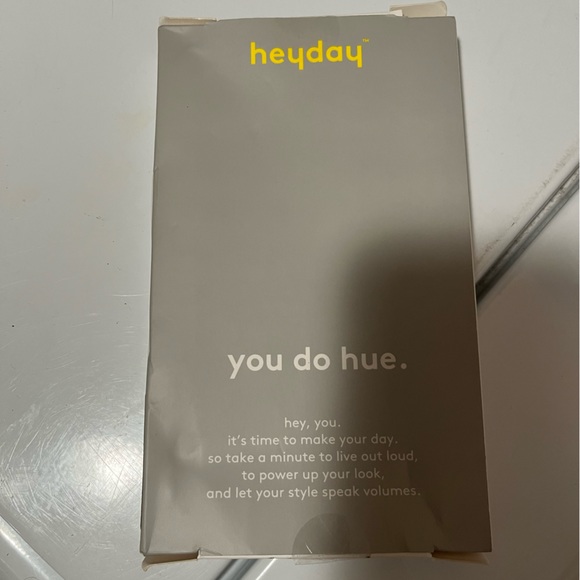 heyday™
you do hue.
hey, you.
it's time to make your day.
so take a minute to live out loud,
to power up your look,
and let your style speak volumes.